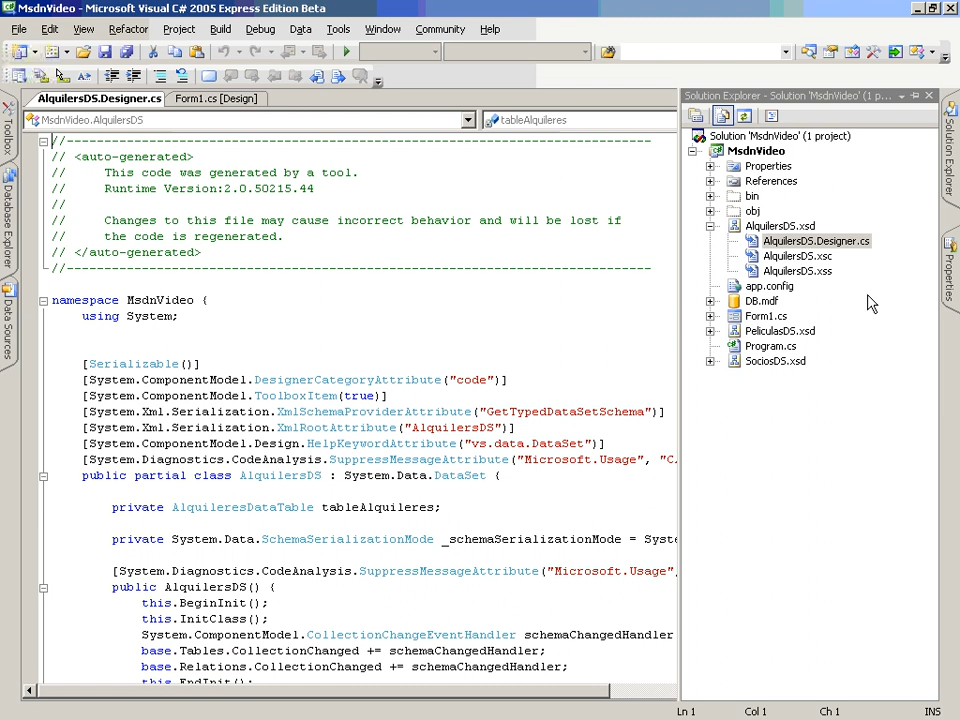 MsdnVideo - Microsoft Visual C# 2005 Express Edition Beta
File Edit View Refactor Project Build Debug Data Tools Window Community Help
AlquilersDS.Designer.cs Form1.cs [Design]
MsdnVideo.AlquilersDS tableAlquileres
//------------------------------------------------------------------------------
// <auto-generated>
//     This code was generated by a tool.
//     Runtime Version:2.0.50215.44
//
//     Changes to this file may cause incorrect behavior and will be lost if
//     the code is regenerated.
// </auto-generated>
//------------------------------------------------------------------------------
namespace MsdnVideo {
using System;
[Serializable()]
[System.ComponentModel.DesignerCategoryAttribute("code")]
[System.ComponentModel.ToolboxItem(true)]
[System.Xml.Serialization.XmlSchemaProviderAttribute("GetTypedDataSetSchema")]
[System.Xml.Serialization.XmlRootAttribute("AlquilersDS")]
[System.ComponentModel.Design.HelpKeywordAttribute("vs.data.DataSet")]
[System.Diagnostics.CodeAnalysis.SuppressMessageAttribute("Microsoft.Usage", "CA
public partial class AlquilersDS : System.Data.DataSet {
private AlquileresDataTable tableAlquileres;
private System.Data.SchemaSerializationMode _schemaSerializationMode = Syste
[System.Diagnostics.CodeAnalysis.SuppressMessageAttribute("Microsoft.Usage",
public AlquilersDS() {
this.BeginInit();
this.InitClass();
System.ComponentModel.CollectionChangeEventHandler schemaChangedHandler
base.Tables.CollectionChanged += schemaChangedHandler;
base.Relations.CollectionChanged += schemaChangedHandler;
this.EndInit();
Toolbox
Database Explorer
Data Sources
Solution Explorer - Solution 'MsdnVideo' (1 p...
Solution 'MsdnVideo' (1 project)
MsdnVideo
Properties
References
bin
obj
AlquilersDS.xsd
AlquilersDS.Designer.cs
AlquilersDS.xsc
AlquilersDS.xss
app.config
DB.mdf
Form1.cs
PeliculasDS.xsd
Program.cs
SociosDS.xsd
Solution Explorer
Properties
Ln 1 Col 1 Ch 1 INS